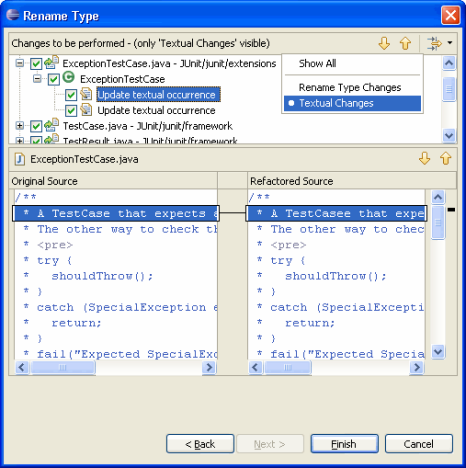 Rename Type
Changes to be performed - (only 'Textual Changes' visible)
ExceptionTestCase.java - JUnit/junit/extensions
Show All
ExceptionTestCase
Rename Type Changes
Update textual occurrence
Textual Changes
Update textual occurrence
TestCase.java - JUnit/junit/framework
TestResult.java - JUnit/junit/framework
ExceptionTestCase.java
Original Source
Refactored Source
/**
* A TestCase that expects
* The other way to check th
* <pre>
* try {
*   shouldThrow();
* }
* catch (SpecialException e
*   return;
* }
* fail("Expected SpecialExc
/**
* A TestCasee that expe
* The other way to chec
* <pre>
* try {
*   shouldThrow();
* }
* catch (SpecialExcepti
*   return;
* }
* fail("Expected Specia
< Back
Next >
Finish
Cancel